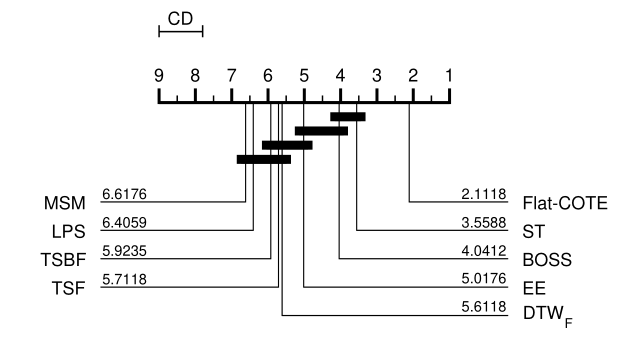 CD
9 8 7 6 5 4 3 2 1
MSM 6.6176 2.1118 Flat-COTE
LPS 6.4059 3.5588 ST
TSBF 5.9235 4.0412 BOSS
TSF 5.7118 5.0176 EE
5.6118 DTW_F